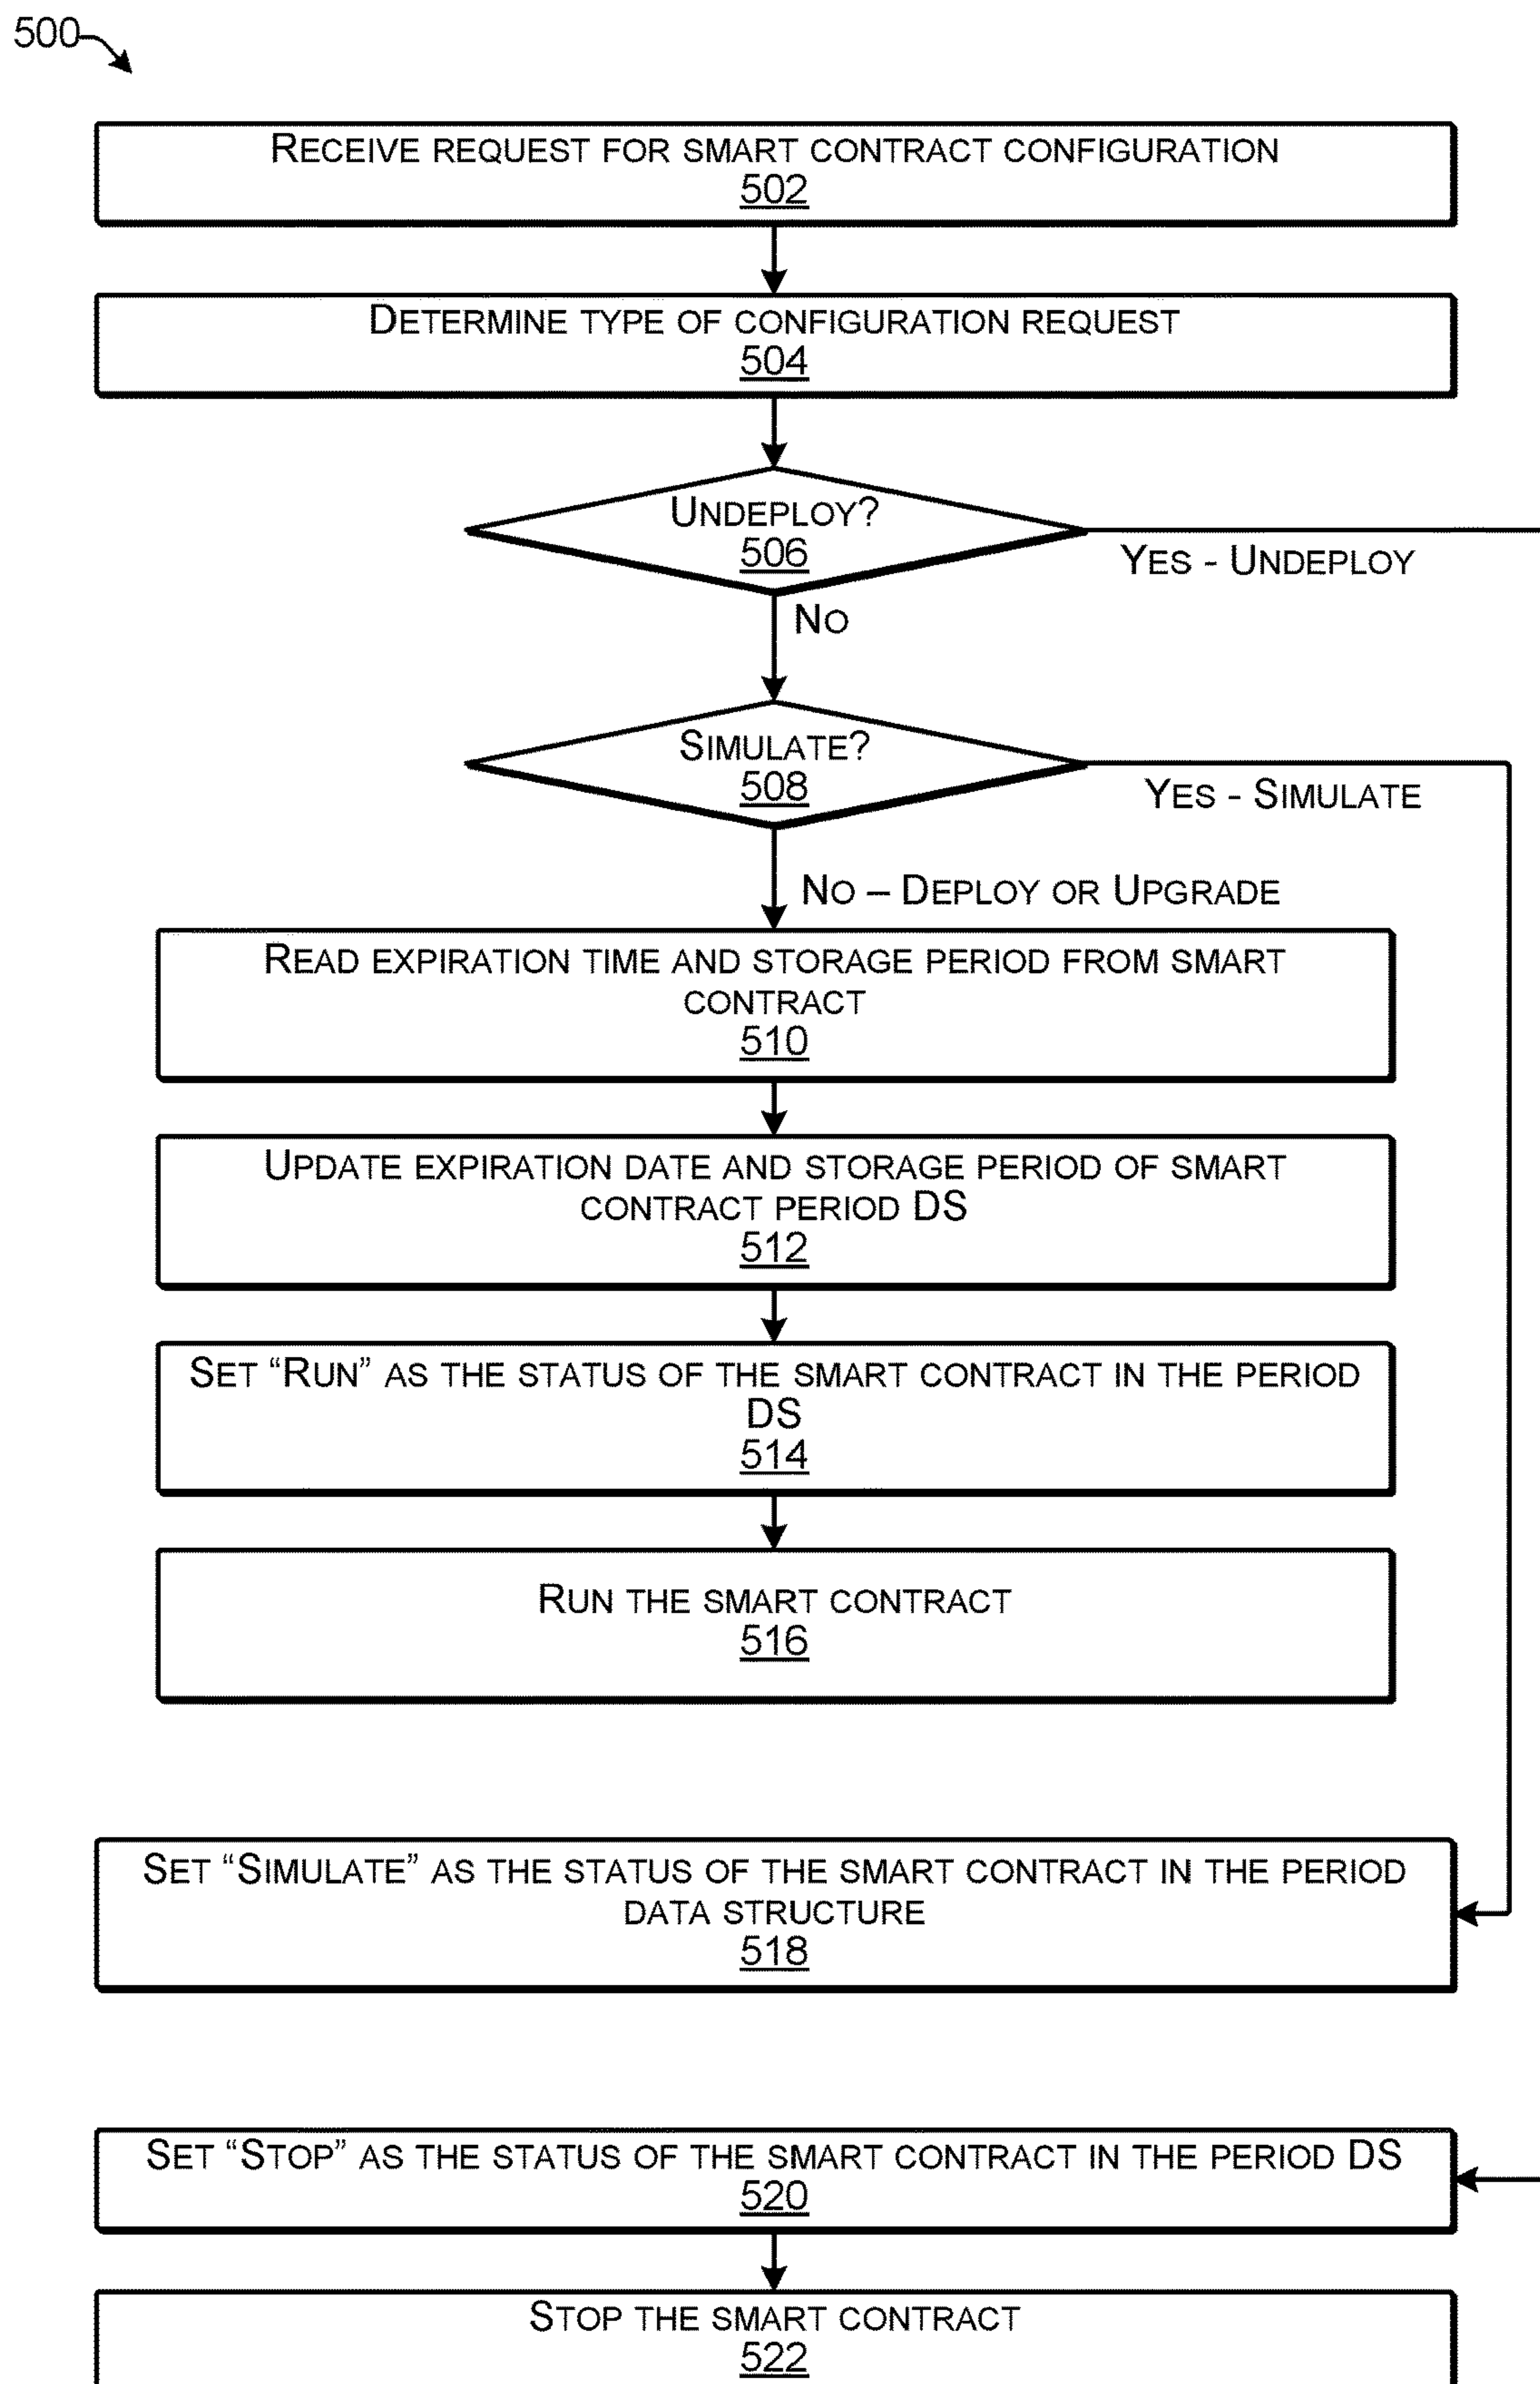 500
RECEIVE REQUEST FOR SMART CONTRACT CONFIGURATION
502
DETERMINE TYPE OF CONFIGURATION REQUEST
504
UNDEPLOY?
506
YES - UNDEPLOY
NO
SIMULATE?
508
YES - SIMULATE
NO – DEPLOY OR UPGRADE
READ EXPIRATION TIME AND STORAGE PERIOD FROM SMART
CONTRACT
510
UPDATE EXPIRATION DATE AND STORAGE PERIOD OF SMART
CONTRACT PERIOD DS
512
SET “RUN” AS THE STATUS OF THE SMART CONTRACT IN THE PERIOD
DS
514
RUN THE SMART CONTRACT
516
SET “SIMULATE” AS THE STATUS OF THE SMART CONTRACT IN THE PERIOD
DATA STRUCTURE
518
SET “STOP” AS THE STATUS OF THE SMART CONTRACT IN THE PERIOD DS
520
STOP THE SMART CONTRACT
522